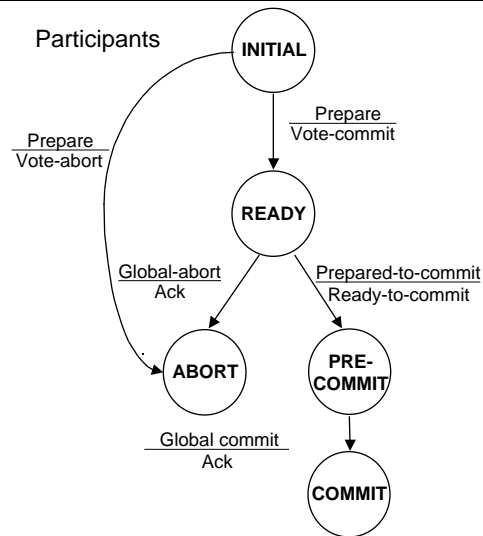 Participants
INITIAL
Prepare
Vote-abort
Prepare
Vote-commit
READY
Global-abort
Ack
Prepared-to-commit
Ready-to-commit
ABORT
PRE-
COMMIT
Global commit
Ack
COMMIT